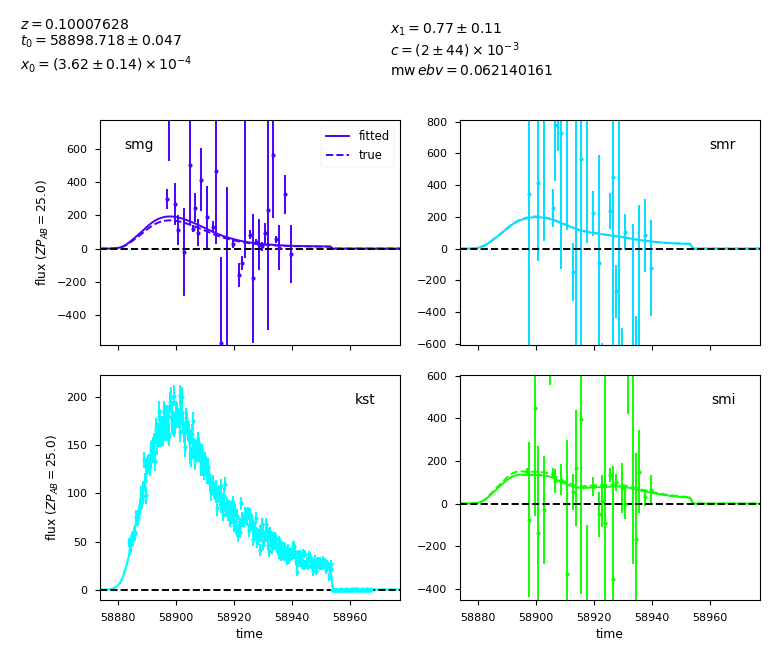 z = 0.10007628
t₀ = 58898.718 ± 0.047
x₀ = (3.62 ± 0.14) × 10⁻⁴
x₁ = 0.77 ± 0.11
c = (2 ± 44) × 10⁻³
mw ebv = 0.062140161
smg
fitted
true
600
400
200
0
−200
−400
flux (ZP_AB = 25.0)
smr
800
600
400
200
0
−200
−400
−600
kst
200
150
100
50
0
flux (ZP_AB = 25.0)
58880 58900 58920 58940 58960
time
smi
600
400
200
0
−200
−400
58880 58900 58920 58940 58960
time